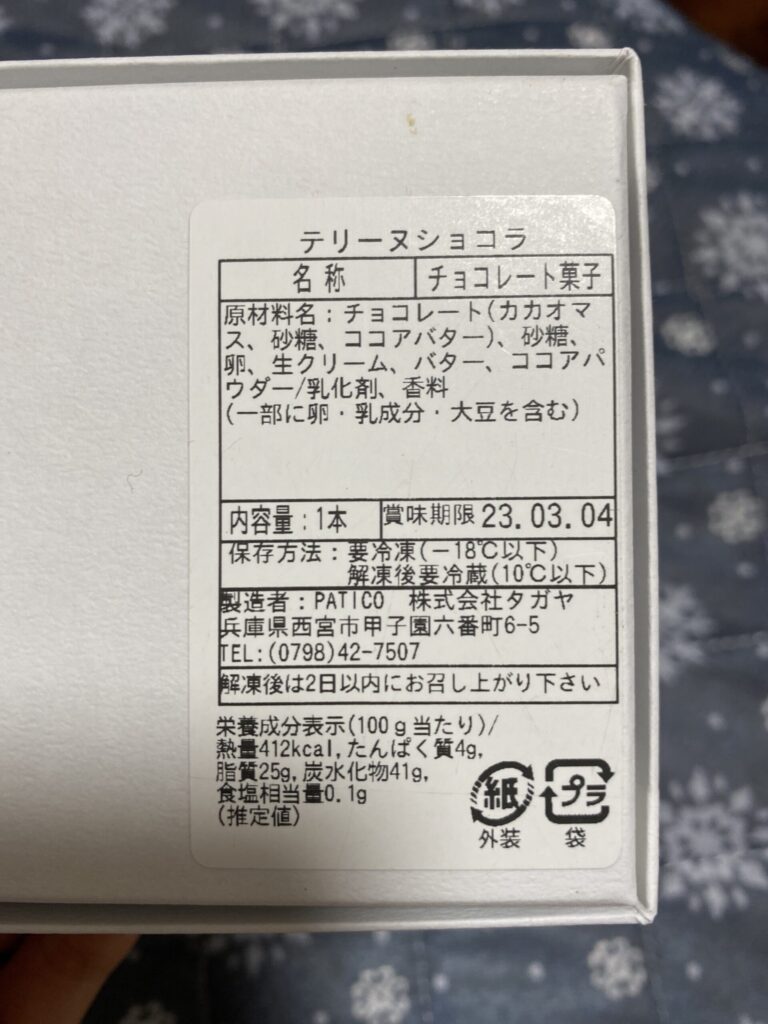 テリーヌショコラ
名称 チョコレート菓子
原材料名：チョコレート(カカオマ
ス、砂糖、ココアバター)、砂糖、
卵、生クリーム、バター、ココアパ
ウダー/乳化剤、香料
(一部に卵・乳成分・大豆を含む)
内容量：1本 賞味期限 23.03.04
保存方法：要冷凍(－18℃以下)
解凍後要冷蔵(10℃以下)
製造者：PATICO 株式会社タガヤ
兵庫県西宮市甲子園六番町6-5
TEL:(0798)42-7507
解凍後は2日以内にお召し上がり下さい
栄養成分表示(100g当たり)/
熱量412kcal,たんぱく質4g,
脂質25g,炭水化物41g,
食塩相当量0.1g
(推定値)
紙 プラ
外装 袋